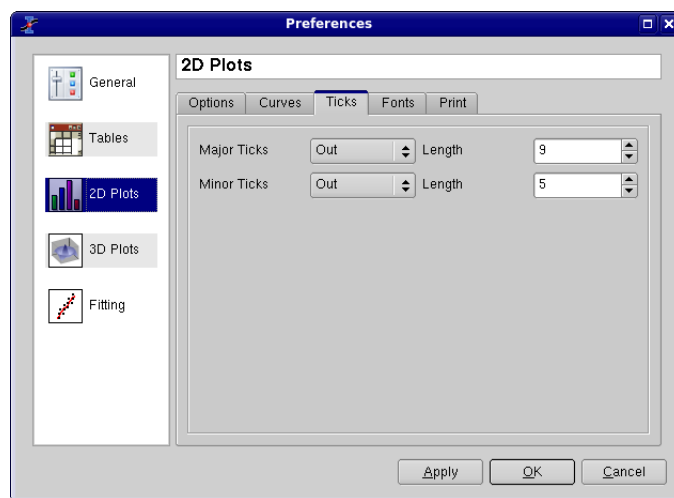 Preferences
General
Tables
2D Plots
3D Plots
Fitting
2D Plots
Options Curves Ticks Fonts Print
Major Ticks Out Length 9
Minor Ticks Out Length 5
Apply OK Cancel